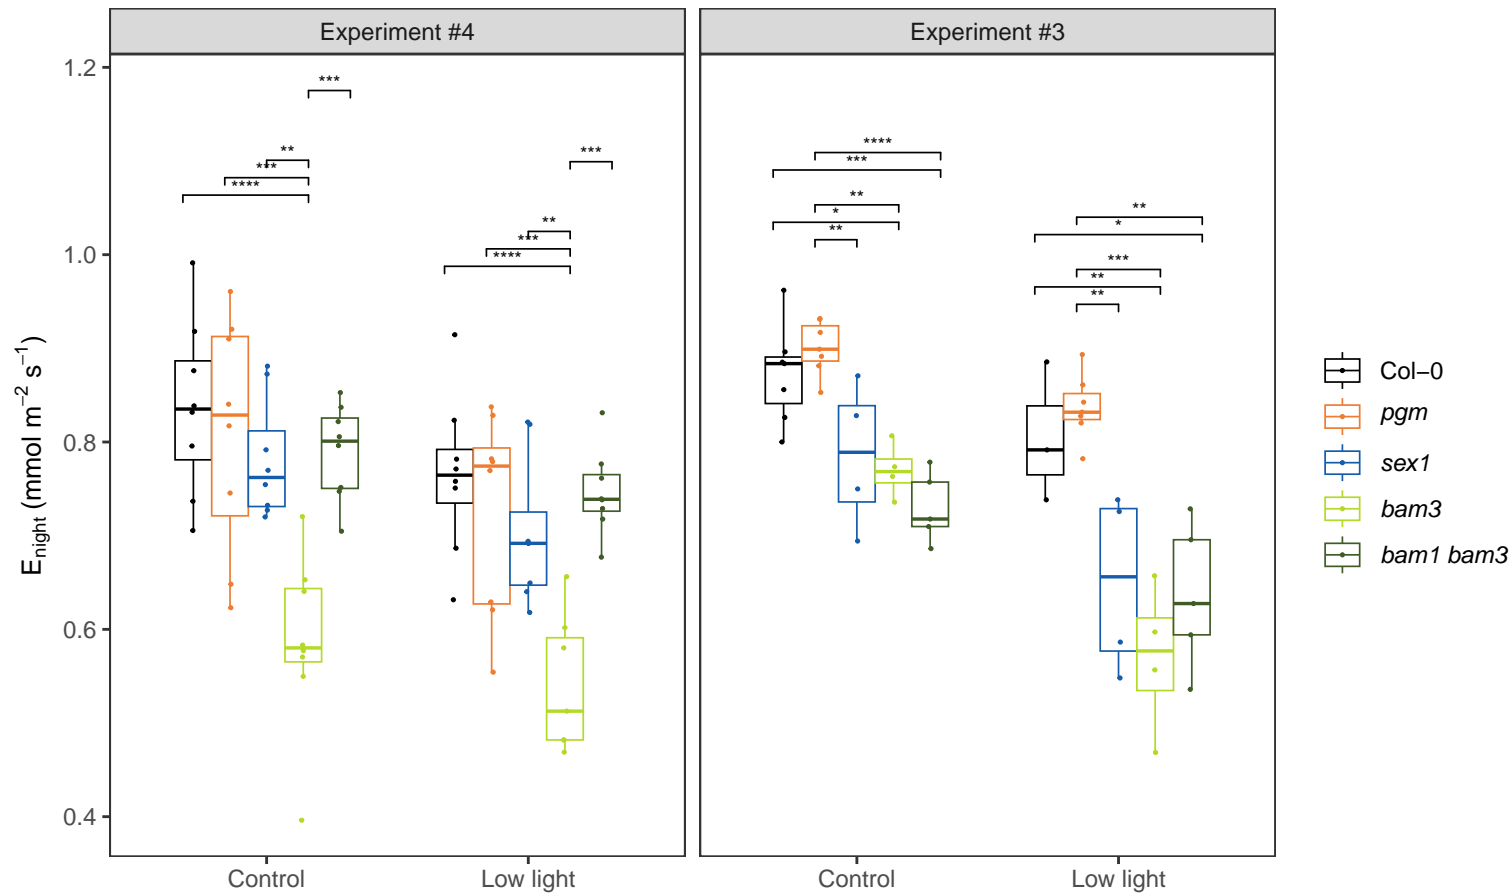 Experiment #4
Experiment #3
1.2
1.0
0.8
0.6
0.4
E_night (mmol m⁻² s⁻¹)
***
**
***
****
***
**
***
****
****
***
**
*
**
**
*
***
**
**
Control
Low light
Control
Low light
Col−0
pgm
sex1
bam3
bam1 bam3